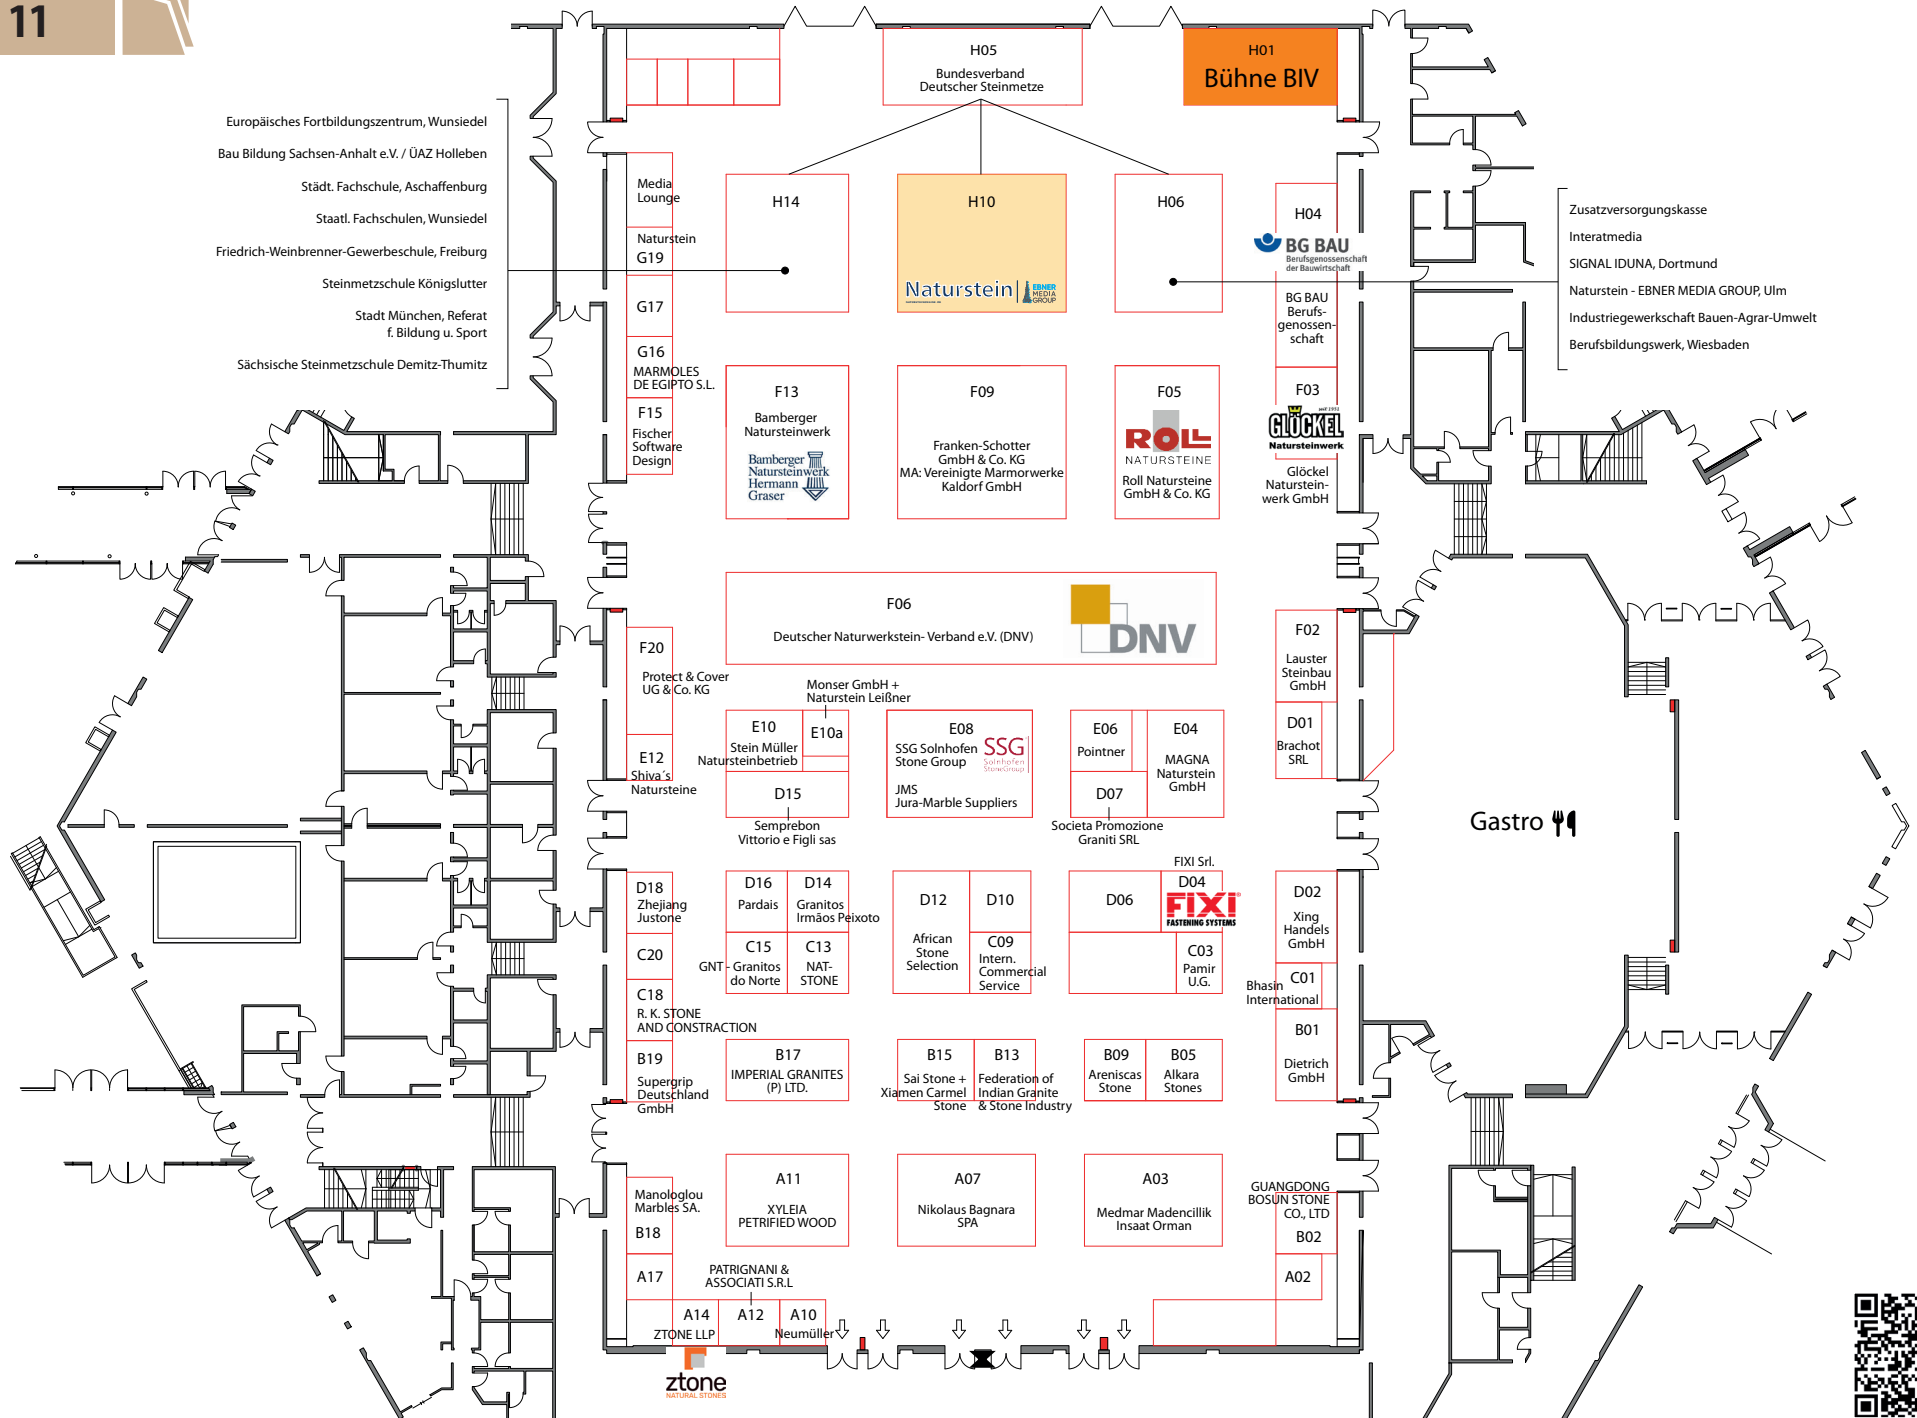 11
H05
Bundesverband
Deutscher Steinmetze
H01
Bühne BIV
Europäisches Fortbildungszentrum, Wunsiedel
Bau Bildung Sachsen-Anhalt e.V. / ÜAZ Holleben
Städt. Fachschule, Aschaffenburg
Staatl. Fachschulen, Wunsiedel
Friedrich-Weinbrenner-Gewerbeschule, Freiburg
Steinmetzschule Königslutter
Stadt München, Referat
f. Bildung u. Sport
Sächsische Steinmetzschule Demitz-Thumitz
Media
Lounge
Naturstein
G19
G17
G16
MARMOLES
DE EGIPTO S.L.
F15
Fischer
Software
Design
H14
H10
Naturstein
EBNER
MEDIA
GROUP
H06
H04
BG BAU
Berufsgenossenschaft
der Bauwirtschaft
BG BAU
Berufs-
genossen-
schaft
Zusatzversorgungskasse
Interatmedia
SIGNAL IDUNA, Dortmund
Naturstein - EBNER MEDIA GROUP, Ulm
Industriegewerkschaft Bauen-Agrar-Umwelt
Berufsbildungswerk, Wiesbaden
F13
Bamberger
Natursteinwerk
Bamberger
Natursteinwerk
Hermann
Graser
F09
Franken-Schotter
GmbH & Co. KG
MA: Vereinigte Marmorwerke
Kaldorf GmbH
F05
ROLL
NATURSTEINE
Roll Natursteine
GmbH & Co. KG
F03
seit 1931
GLÖCKEL
Natursteinwerk
Glöckel
Naturstein-
werk GmbH
F06
Deutscher Naturwerkstein- Verband e.V. (DNV)
DNV
F20
Protect & Cover
UG & Co. KG
E12
Shiva´s
Natursteine
Monser GmbH +
Naturstein Leißner
E10
Stein Müller
Natursteinbetrieb
E10a
D15
Semprebon
Vittorio e Figli sas
E08
SSG Solnhofen
Stone Group
SSG
Solnhofen
StoneGroup
JMS
Jura-Marble Suppliers
E06
Pointner
E04
MAGNA
Naturstein
GmbH
D07
Societa Promozione
Graniti SRL
F02
Lauster
Steinbau
GmbH
D01
Brachot
SRL
Gastro
D18
Zhejiang
Justone
C20
C18
R. K. STONE
AND CONSTRACTION
B19
Supergrip
Deutschland
GmbH
D16
Pardais
D14
Granitos
Irmãos Peixoto
C15
GNT - Granitos
do Norte
C13
NAT-
STONE
D12
African
Stone
Selection
D10
C09
Intern.
Commercial
Service
D06
FIXI Srl.
D04
FIXI
FASTENING SYSTEMS
C03
Pamir
U.G.
D02
Xing
Handels
GmbH
C01
Bhasin
International
B01
Dietrich
GmbH
B17
IMPERIAL GRANITES
(P) LTD.
B15
Sai Stone +
Xiamen Carmel
Stone
B13
Federation of
Indian Granite
& Stone Industry
B09
Areniscas
Stone
B05
Alkara
Stones
Manologlou
Marbles SA.
B18
A17
A11
XYLEIA
PETRIFIED WOOD
A07
Nikolaus Bagnara
SPA
A03
Medmar Madencillik
Insaat Orman
GUANGDONG
BOSUN STONE
CO., LTD
B02
A02
PATRIGNANI &
ASSOCIATI S.R.L
A14
ZTONE LLP
A12
A10
Neumüller
ztone
NATURAL STONES